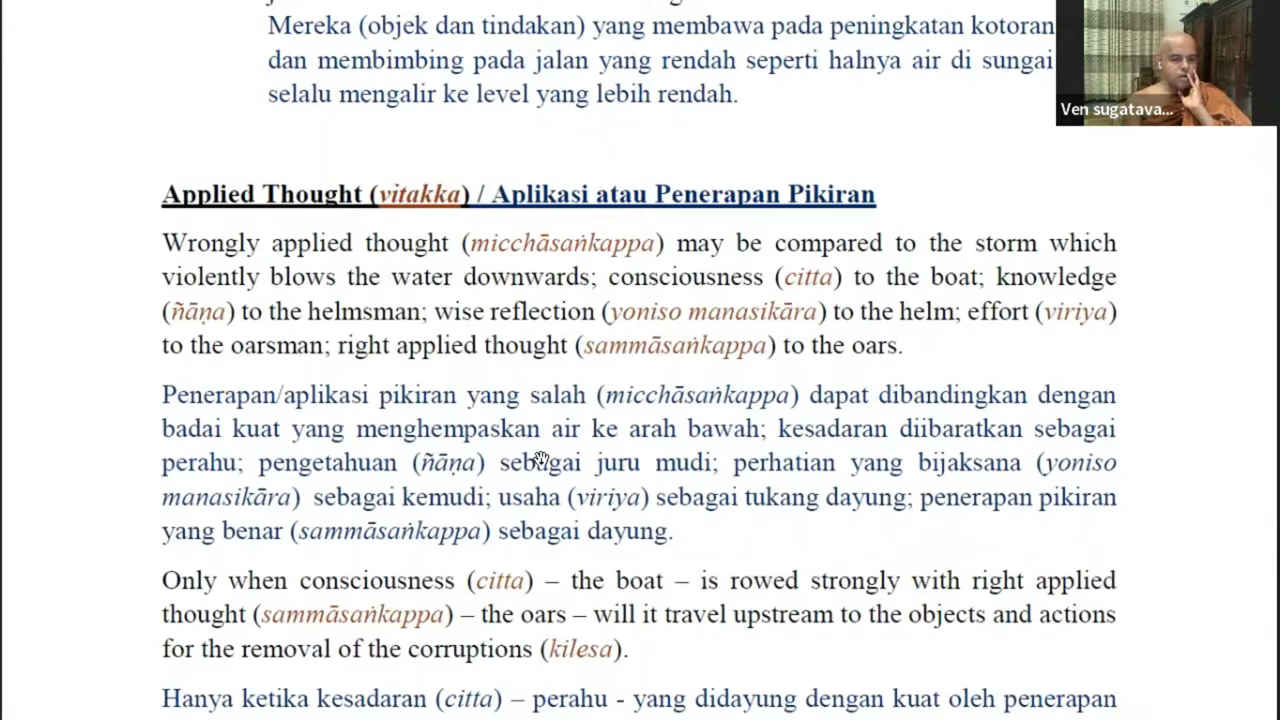 Mereka (objek dan tindakan) yang membawa pada peningkatan kotoran
dan membimbing pada jalan yang rendah seperti halnya air di sungai
selalu mengalir ke level yang lebih rendah.
Ven sugatava...
Applied Thought (vitakka) / Aplikasi atau Penerapan Pikiran
Wrongly applied thought (micchāsaṅkappa) may be compared to the storm which
violently blows the water downwards; consciousness (citta) to the boat; knowledge
(ñāṇa) to the helmsman; wise reflection (yoniso manasikāra) to the helm; effort (viriya)
to the oarsman; right applied thought (sammāsaṅkappa) to the oars.
Penerapan/aplikasi pikiran yang salah (micchāsaṅkappa) dapat dibandingkan dengan
badai kuat yang menghempaskan air ke arah bawah; kesadaran diibaratkan sebagai
perahu; pengetahuan (ñāṇa) sebagai juru mudi; perhatian yang bijaksana (yoniso
manasikāra) sebagai kemudi; usaha (viriya) sebagai tukang dayung; penerapan pikiran
yang benar (sammāsaṅkappa) sebagai dayung.
Only when consciousness (citta) – the boat – is rowed strongly with right applied
thought (sammāsaṅkappa) – the oars – will it travel upstream to the objects and actions
for the removal of the corruptions (kilesa).
Hanya ketika kesadaran (citta) – perahu - yang didayung dengan kuat oleh penerapan